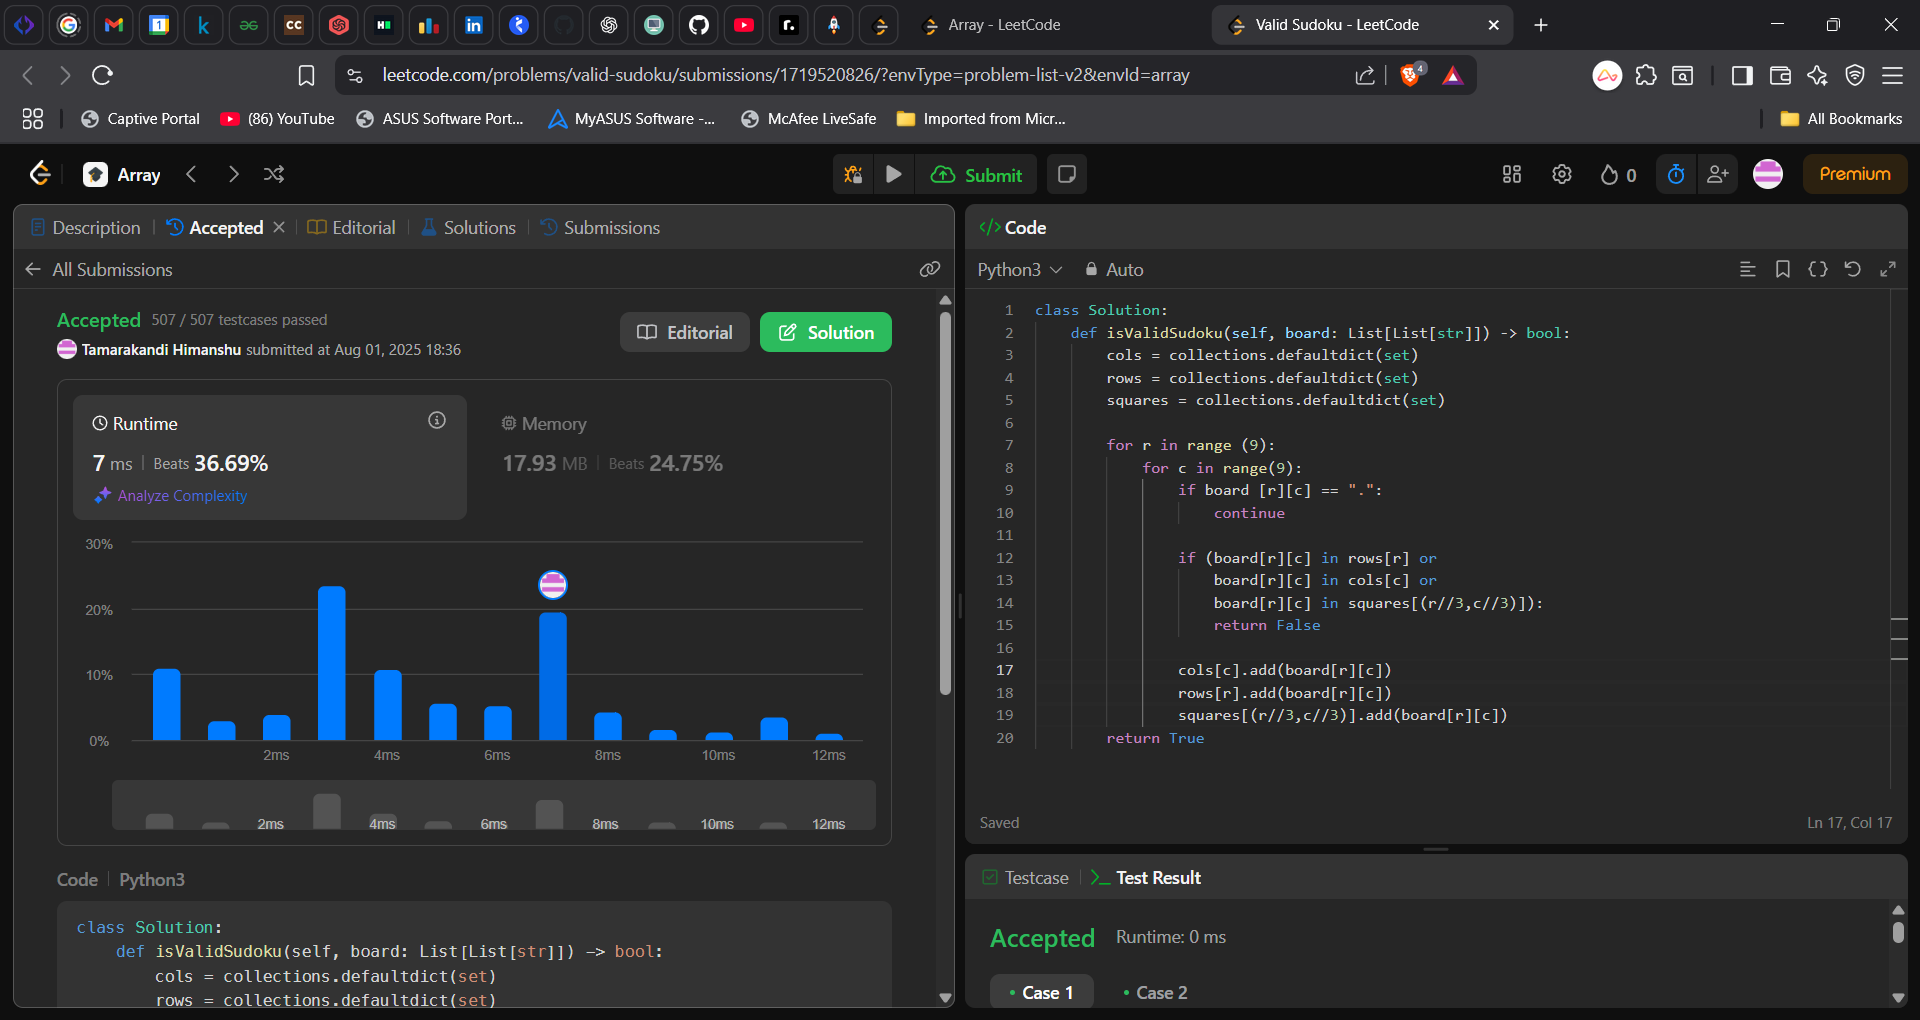 Array - LeetCode
Valid Sudoku - LeetCode
leetcode.com/problems/valid-sudoku/submissions/1719520826/?envType=problem-list-v2&envId=array
4
Captive Portal
(86) YouTube
ASUS Software Port...
MyASUS Software -...
McAfee LiveSafe
Imported from Micr...
All Bookmarks
Array
Submit
0
Premium
Description
Accepted
Editorial
Solutions
Submissions
All Submissions
Accepted 507 / 507 testcases passed
Tamarakandi Himanshu submitted at Aug 01, 2025 18:36
Editorial
Solution
Runtime
7 ms | Beats 36.69%
Analyze Complexity
Memory
17.93 MB | Beats 24.75%
30%
20%
10%
0%
2ms 4ms 6ms 8ms 10ms 12ms
2ms 4ms 6ms 8ms 10ms 12ms
Code | Python3
class Solution:
def isValidSudoku(self, board: List[List[str]]) -> bool:
cols = collections.defaultdict(set)
rows = collections.defaultdict(set)
</> Code
Python3
Auto
1 class Solution:
2 def isValidSudoku(self, board: List[List[str]]) -> bool:
3 cols = collections.defaultdict(set)
4 rows = collections.defaultdict(set)
5 squares = collections.defaultdict(set)
6
7 for r in range (9):
8 for c in range(9):
9 if board [r][c] == ".":
10 continue
11
12 if (board[r][c] in rows[r] or
13 board[r][c] in cols[c] or
14 board[r][c] in squares[(r//3,c//3)]):
15 return False
16
17 cols[c].add(board[r][c])
18 rows[r].add(board[r][c])
19 squares[(r//3,c//3)].add(board[r][c])
20 return True
Saved
Ln 17, Col 17
Testcase
Test Result
Accepted Runtime: 0 ms
Case 1
Case 2